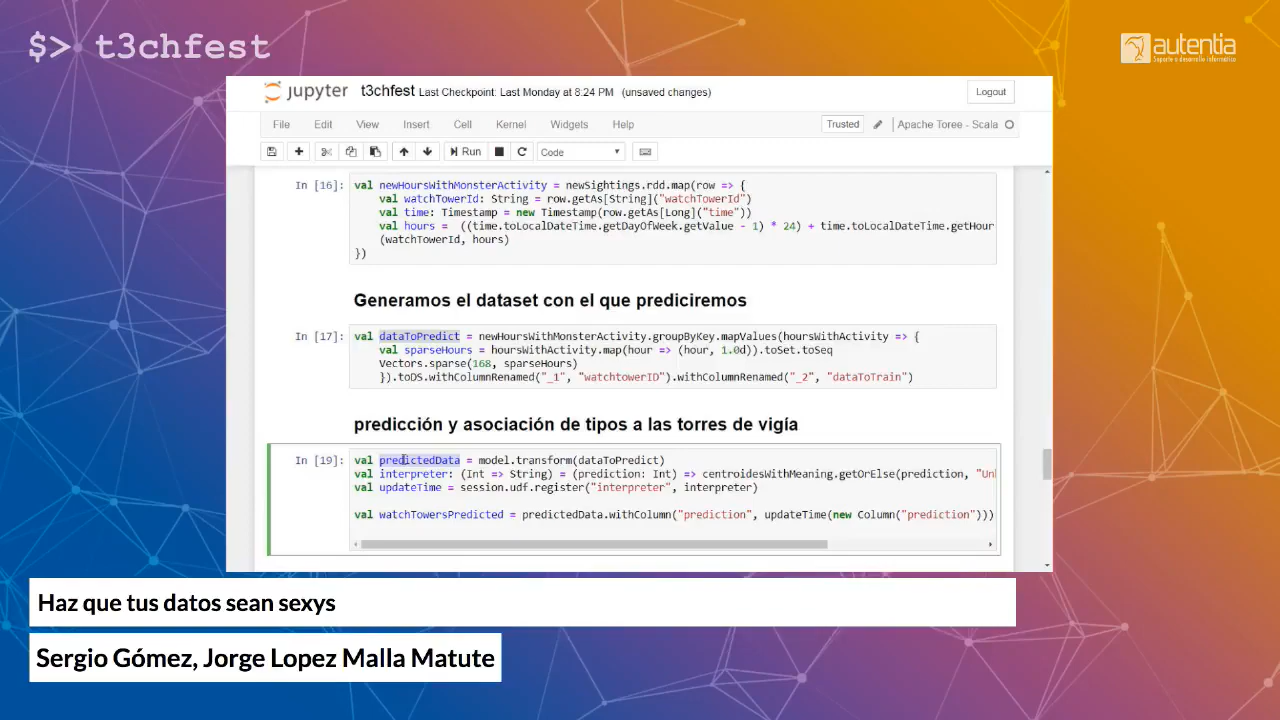 $> t3chfest
autentia
Soporte a desarrollo informático
jupyter t3chfest Last Checkpoint: Last Monday at 8:24 PM (unsaved changes)
Logout
File Edit View Insert Cell Kernel Widgets Help
Trusted
Apache Toree - Scala
Run
Code
In [16]:
val newHoursWithMonsterActivity = newSightings.rdd.map(row => {
val watchTowerId: String = row.getAs[String]("watchTowerId")
val time: Timestamp = new Timestamp(row.getAs[Long]("time"))
val hours = ((time.toLocalDateTime.getDayOfWeek.getValue - 1) * 24) + time.toLocalDateTime.getHour
(watchTowerId, hours)
})
Generamos el dataset con el que prediciremos
In [17]:
val dataToPredict = newHoursWithMonsterActivity.groupByKey.mapValues(hoursWithActivity => {
val sparseHours = hoursWithActivity.map(hour => (hour, 1.0d)).toSet.toSeq
Vectors.sparse(168, sparseHours)
}).toDS.withColumnRenamed("_1", "watchtowerID").withColumnRenamed("_2", "dataToTrain")
predicción y asociación de tipos a las torres de vigía
In [19]:
val predictedData = model.transform(dataToPredict)
val interpreter: (Int => String) = (prediction: Int) => centroidesWithMeaning.getOrElse(prediction, "Un
val updateTime = session.udf.register("interpreter", interpreter)
val watchTowersPredicted = predictedData.withColumn("prediction", updateTime(new Column("prediction")))
Haz que tus datos sean sexys
Sergio Gómez, Jorge Lopez Malla Matute